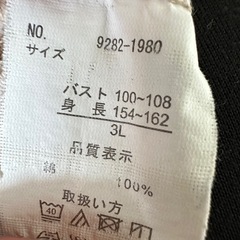 NO. 9282-1980
サイズ
バスト 100~108
身長 154~162
3L
品質表示
綿 100%
取扱い方
40